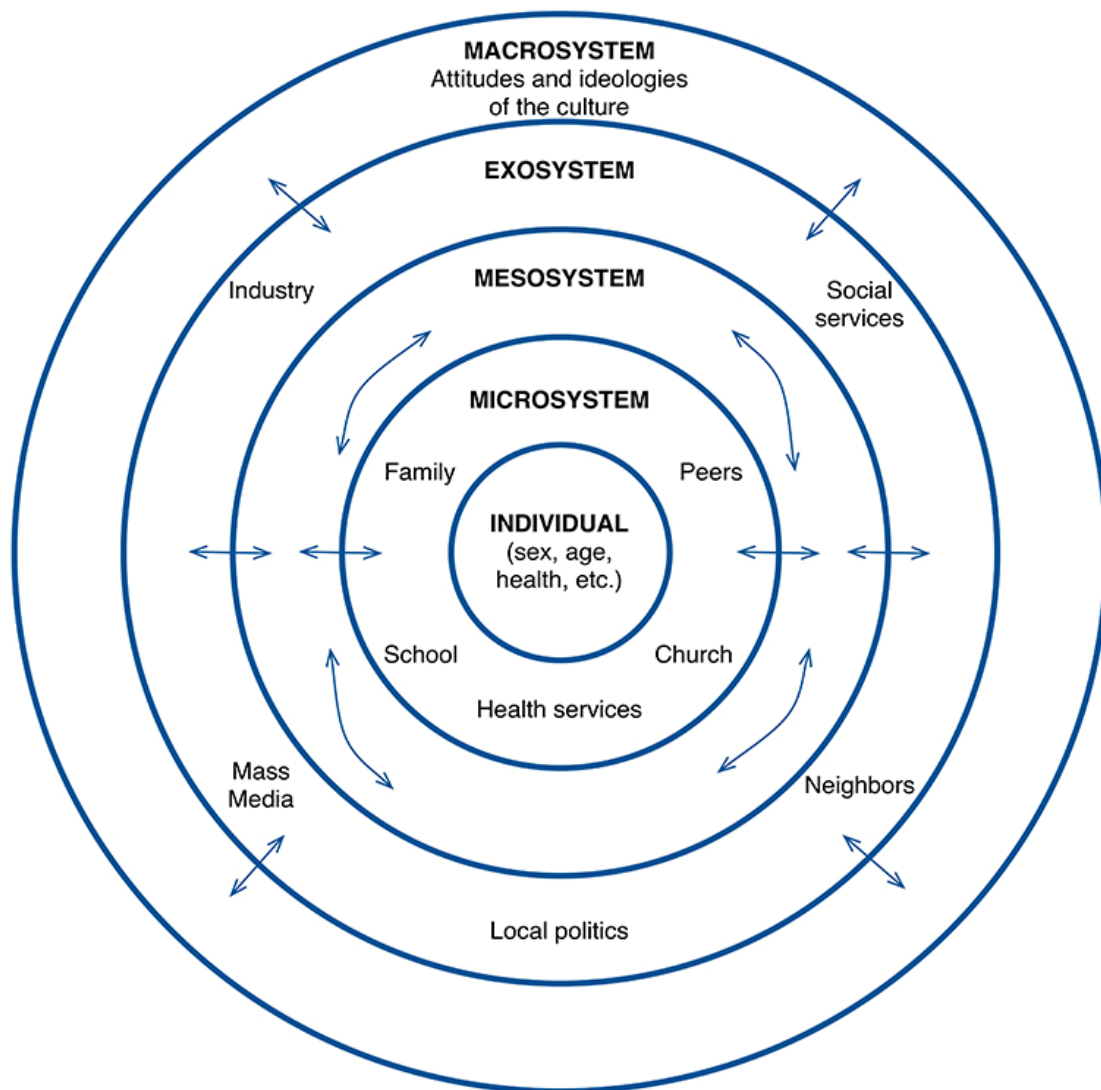 MACROSYSTEM
Attitudes and ideologies
of the culture
EXOSYSTEM
MESOSYSTEM
Industry
Social
services
MICROSYSTEM
Family
Peers
INDIVIDUAL
(sex, age,
health, etc.)
School
Church
Health services
Mass
Media
Neighbors
Local politics